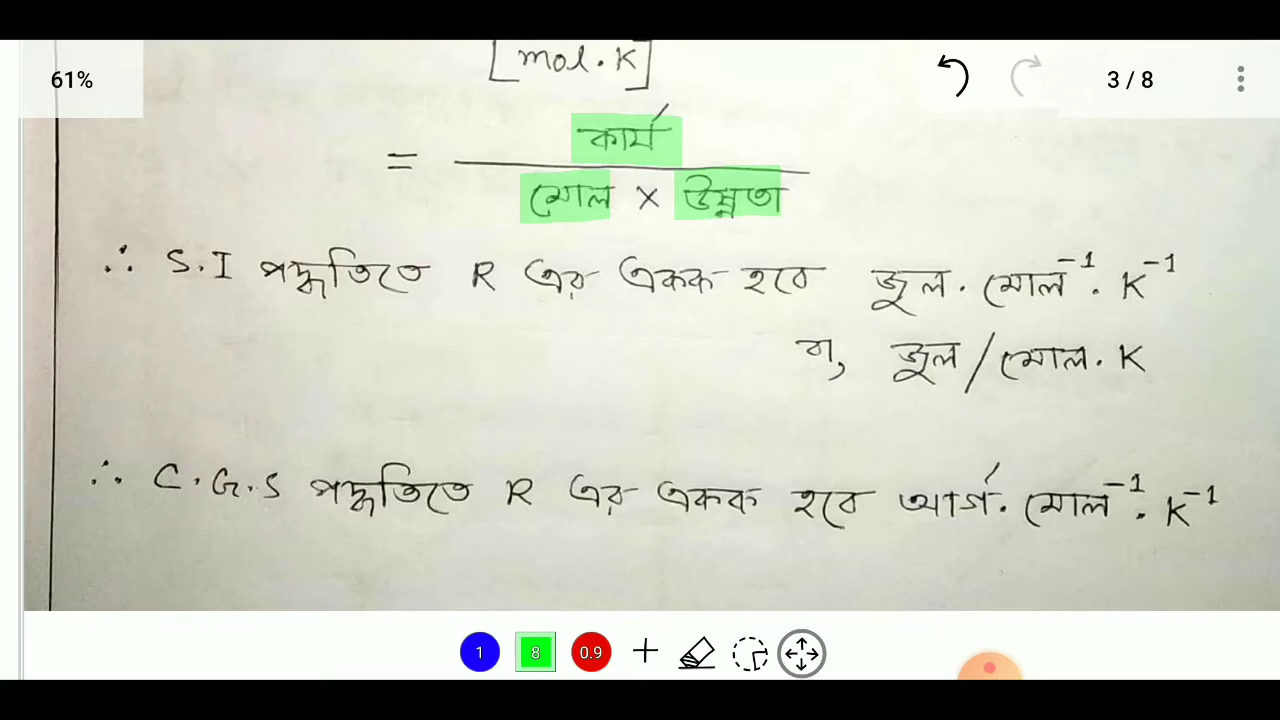 [mol.K]
61%
3 / 8
= কার্য
মোল × উষ্ণতা
∴ S.I পদ্ধতিতে R এর একক হবে জুল. মোল⁻¹. K⁻¹
বা, জুল/মোল. K
∴ C.G.S পদ্ধতিতে R এর একক হবে আর্গ. মোল⁻¹. K⁻¹
1 8 0.9